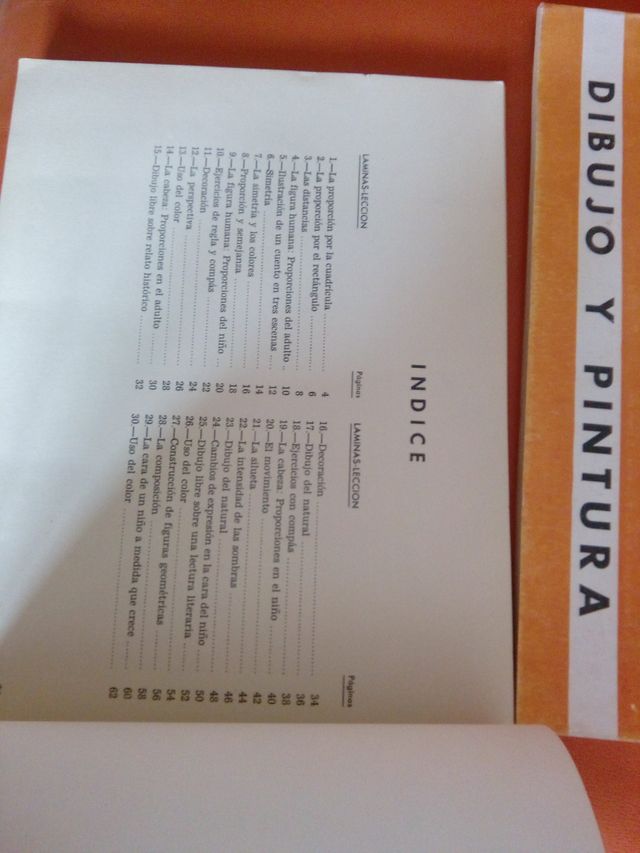 DIBUJO Y PINTURA
INDICE
LAMINAS-LECCION Páginas
1.—La proporción por la cuadrícula 4
2.—La proporción por el rectángulo 6
3.—Las distancias 8
4.—La figura humana: Proporciones del adulto 10
5.—Ilustración de un cuento en tres escenas 12
6.—Simetría 14
7.—La simetría y los colores 16
8.—Proporción y semejanza 18
9.—La figura humana: Proporciones del niño 20
10.—Ejercicios de regla y compás 22
11.—Decoración 24
12.—La perspectiva 26
13.—Uso del color 28
14.—La cabeza: Proporciones en el adulto 30
15.—Dibujo libre sobre relato histórico 32
LAMINAS-LECCION Páginas
16.—Decoración 34
17.—Dibujo del natural 36
18.—Ejercicios con compás 38
19.—La cabeza: Proporciones en el niño 40
20.—El movimiento 42
21.—La silueta 44
22.—La intensidad de las sombras 46
23.—Dibujo del natural 48
24.—Cambios de expresión en la cara del niño 50
25.—Dibujo libre sobre una lectura literaria 52
26.—Uso del color 54
27.—Construcción de figuras geométricas 56
28.—La composición 58
29.—La cara de un niño a medida que crece 60
30.—Uso del color 62